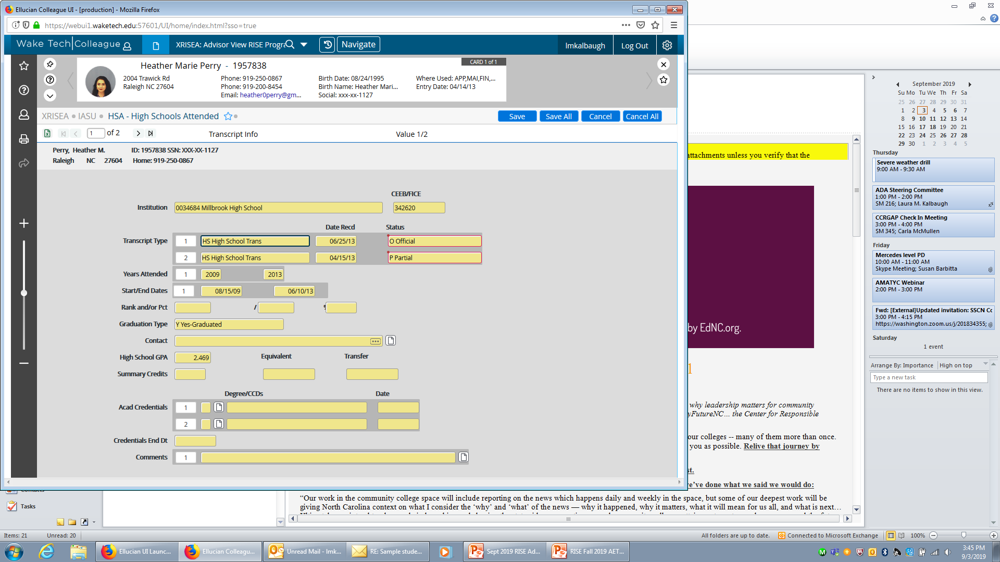 Ellucian Colleague UI - [production] - Mozilla Firefox
https://webui1.waketech.edu:57601/UI/home/index.html?sso=true
Wake Tech Colleague
XRISEA: Advisor View RISE Progra
Navigate
lmkalbaugh
Log Out
Heather Marie Perry - 1957838
CARD 1 of 1
2004 Trawick Rd
Raleigh NC 27604
Phone: 919-250-0867
Phone: 919-200-8454
Email: heather0perry@gm...
Birth Date: 08/24/1995
Birth Name: Heather Mari...
Social: xxx-xx-1127
Where Used: APP,MAI,FIN,...
Entry Date: 04/14/13
XRISEA IASU HSA - High Schools Attended
Save Save All Cancel Cancel All
1 of 2
Transcript Info
Value 1/2
Perry, Heather M. ID: 1957838 SSN: XXX-XX-1127
Raleigh NC 27604 Home: 919-250-0867
CEEB/FICE
Institution 0034684 Millbrook High School 342620
Date Recd Status
Transcript Type 1 HS High School Trans 06/25/13 O Official
2 HS High School Trans 04/15/13 P Partial
Years Attended 1 2009 2013
Start/End Dates 1 08/15/09 06/10/13
Rank and/or Pct / %
Graduation Type Y Yes-Graduated
Contact
High School GPA 2.469 Equivalent Transfer
Summary Credits
Degree/CCDs Date
Acad Credentials 1
2
Credentials End Dt
Comments 1
attachments unless you verify that the
by EdNC.org.
why leadership matters for community
yFutureNC… the Center for Responsible
our colleges -- many of them more than once.
you as possible. Relive that journey by
st.
ve've done what we said we would do:
“Our work in the community college space will include reporting on the news which happens daily and weekly in the space, but some of our deepest work will be
giving North Carolina context on what I consider the ‘why’ and ‘what’ of the news — why it happened, why it matters, what it will mean for us all, and what is next…
September 2019
Su Mo Tu We Th Fr Sa
25 26 27 28 29 30 31
1 2 3 4 5 6 7
8 9 10 11 12 13 14
15 16 17 18 19 20 21
22 23 24 25 26 27 28
29 30 1 2 3 4 5
Thursday
Severe weather drill
9:00 AM - 9:30 AM
ADA Steering Committee
1:00 PM - 2:00 PM
SM 216; Laura M. Kalbaugh
CCRGAP Check In Meeting
3:00 PM - 4:00 PM
SM 345; Carla McMullen
Friday
Mercedes level PD
10:00 AM - 11:00 AM
Skype Meeting; Susan Barbitta
AMATYC Webinar
2:00 PM - 3:00 PM
Fwd: [External]Updated invitation: SSCN Cc
3:00 PM - 4:15 PM
https://washington.zoom.us/j/201834355;
Saturday
1 event
Arrange By: Importance High on top
Type a new task
There are no items to show in this view.
Contacts
Tasks
Items: 21 Unread: 20
All folders are up to date. Connected to Microsoft Exchange 100%
Ellucian UI Launc...
Ellucian Colleagu...
Unread Mail - lmk...
RE: Sample stude...
Sept 2019 RISE Ad...
RISE Fall 2019 AET...
3:45 PM
9/3/2019